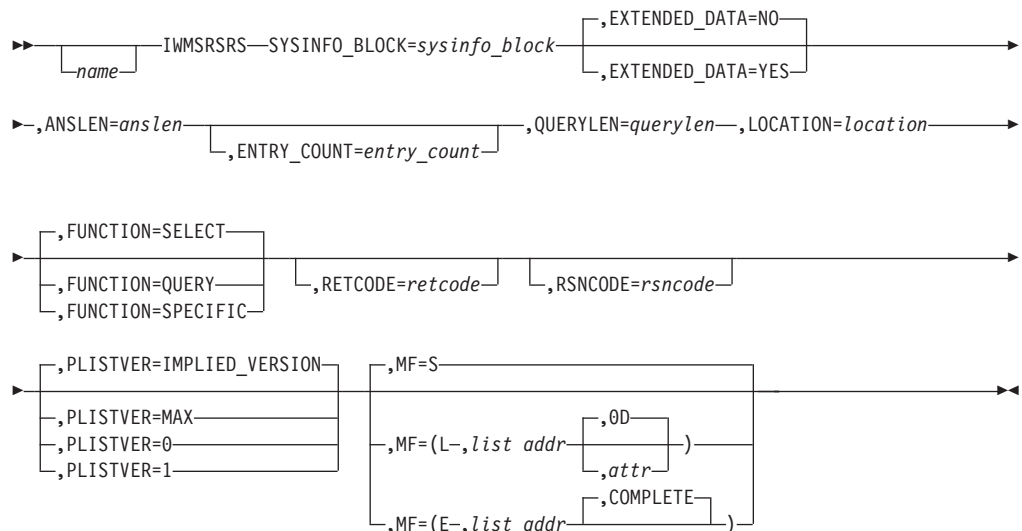 ,EXTENDED_DATA=NO
IWMSRSRS SYSINFO_BLOCK=sysinfo_block
name
,EXTENDED_DATA=YES
,ANSLEN=anslen ,QUERYLEN=querylen ,LOCATION=location
,ENTRY_COUNT=entry_count
,FUNCTION=SELECT
,FUNCTION=QUERY
,RETCODE=retcode ,RSNCODE=rsncode
,FUNCTION=SPECIFIC
,PLISTVER=IMPLIED_VERSION ,MF=S
,PLISTVER=MAX ,0D
,PLISTVER=0 ,MF=(L ,list addr )
,PLISTVER=1 ,attr
,COMPLETE
,MF=(E ,list addr )